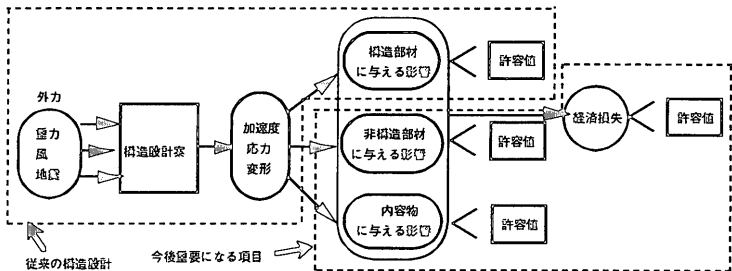 外力
重力
風
地震
構造設計案
加速度
応力
変形
構造部材
に与える影響
許容値
非構造部材
に与える影響
許容値
内容物
に与える影響
許容値
経済損失
許容値
従来の構造設計
今後重要になる項目